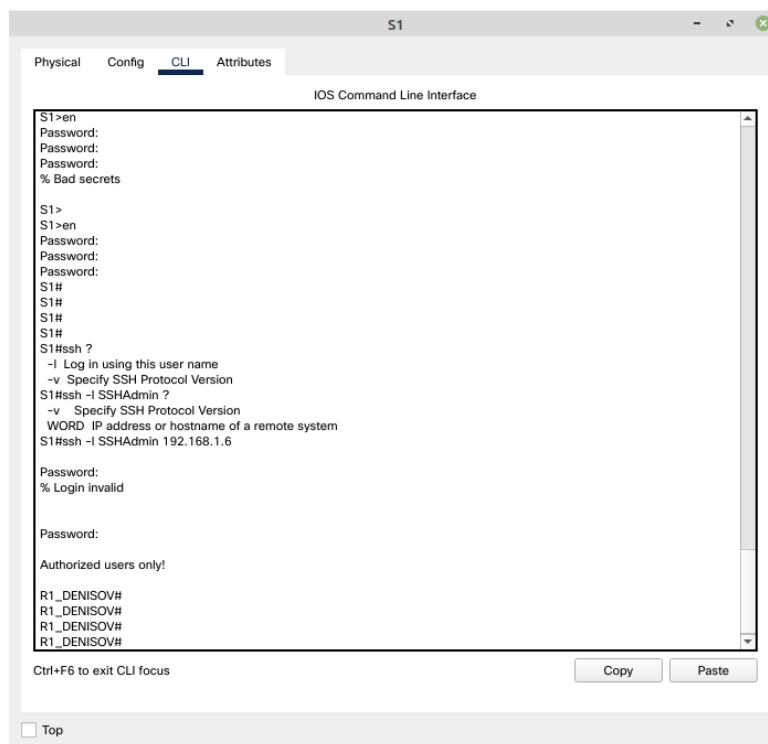 S1
Physical Config CLI Attributes
IOS Command Line Interface
S1>en
Password:
Password:
Password:
% Bad secrets
S1>
S1>en
Password:
Password:
Password:
S1#
S1#
S1#
S1#
S1#ssh ?
-l Log in using this user name
-v Specify SSH Protocol Version
S1#ssh -l SSHAdmin ?
-v Specify SSH Protocol Version
WORD IP address or hostname of a remote system
S1#ssh -l SSHAdmin 192.168.1.6
Password:
% Login invalid
Password:
Authorized users only!
R1_DENISOV#
R1_DENISOV#
R1_DENISOV#
R1_DENISOV#
Ctrl+F6 to exit CLI focus Copy Paste
Top